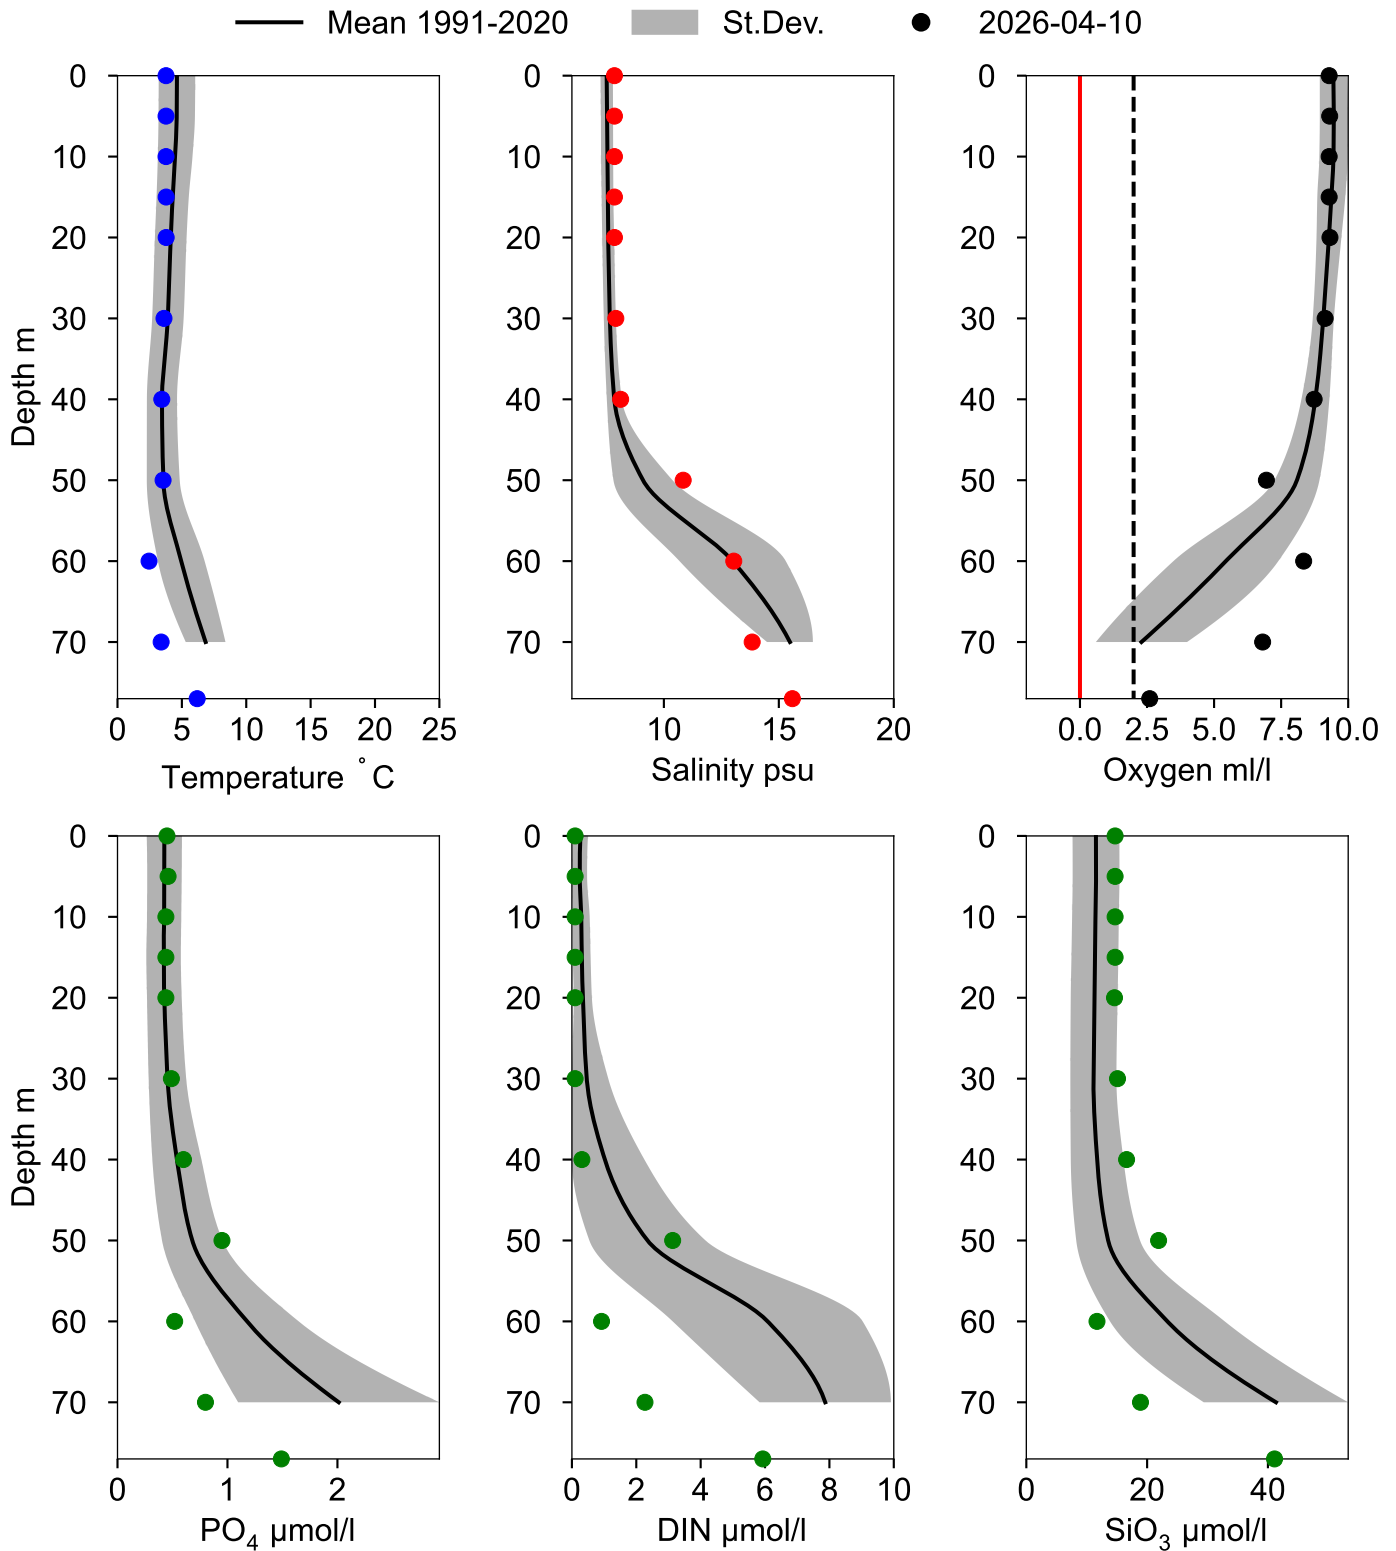 Mean 1991-2020 St.Dev. 2026-04-10
0 0 0
10 10 10
20 20 20
30 30 30
40 40 40
50 50 50
60 60 60
70 70 70
Depth m
0 5 10 15 20 25 10 15 20 0.0 2.5 5.0 7.5 10.0
Temperature °C Salinity psu Oxygen ml/l
0 0 0
10 10 10
20 20 20
30 30 30
40 40 40
50 50 50
60 60 60
70 70 70
Depth m
0 1 2 0 2 4 6 8 10 0 20 40
PO₄ µmol/l DIN µmol/l SiO₃ µmol/l